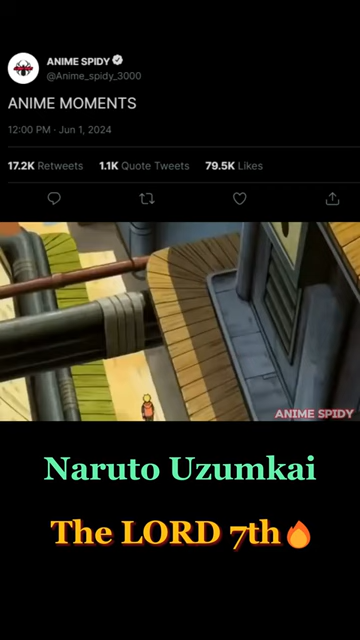 ANIME SPIDY
@Anime_spidy_3000
ANIME MOMENTS
12:00 PM · Jun 1, 2024
17.2K Retweets 1.1K Quote Tweets 79.5K Likes
ANIME SPIDY
Naruto Uzumkai
The LORD 7th🔥